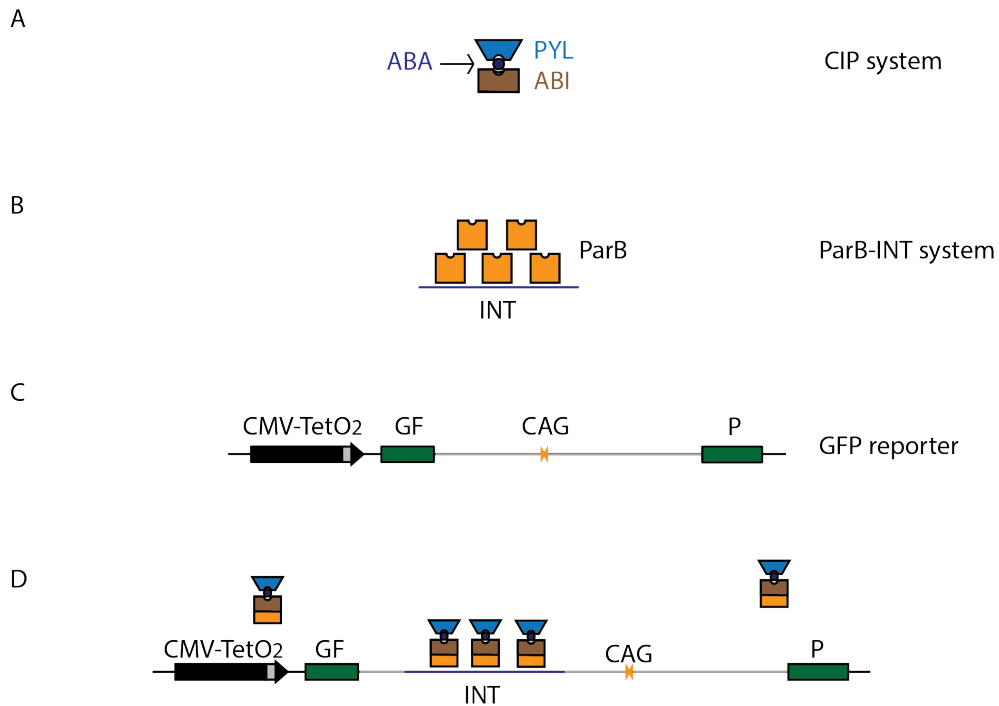 A
ABA
PYL
ABI
CIP system
B
ParB
ParB-INT system
INT
C
CMV-TetO2
GF
CAG
P
GFP reporter
D
CMV-TetO2
GF
CAG
P
INT